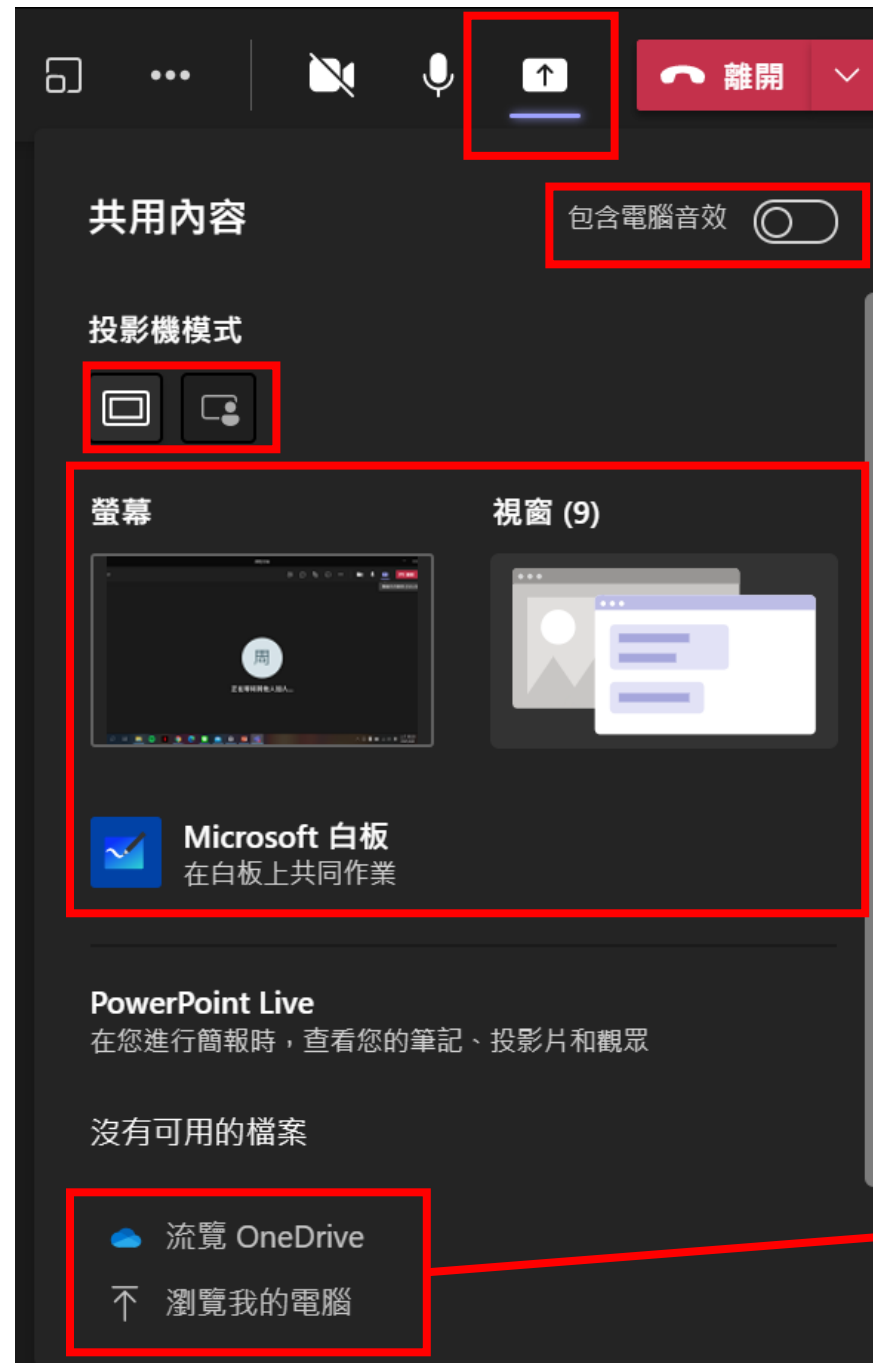 離開
共用內容
包含電腦音效
投影機模式
螢幕
視窗 (9)
周
Microsoft 白板
在白板上共同作業
PowerPoint Live
在您進行簡報時，查看您的筆記、投影片和觀眾
沒有可用的檔案
流覽 OneDrive
瀏覽我的電腦